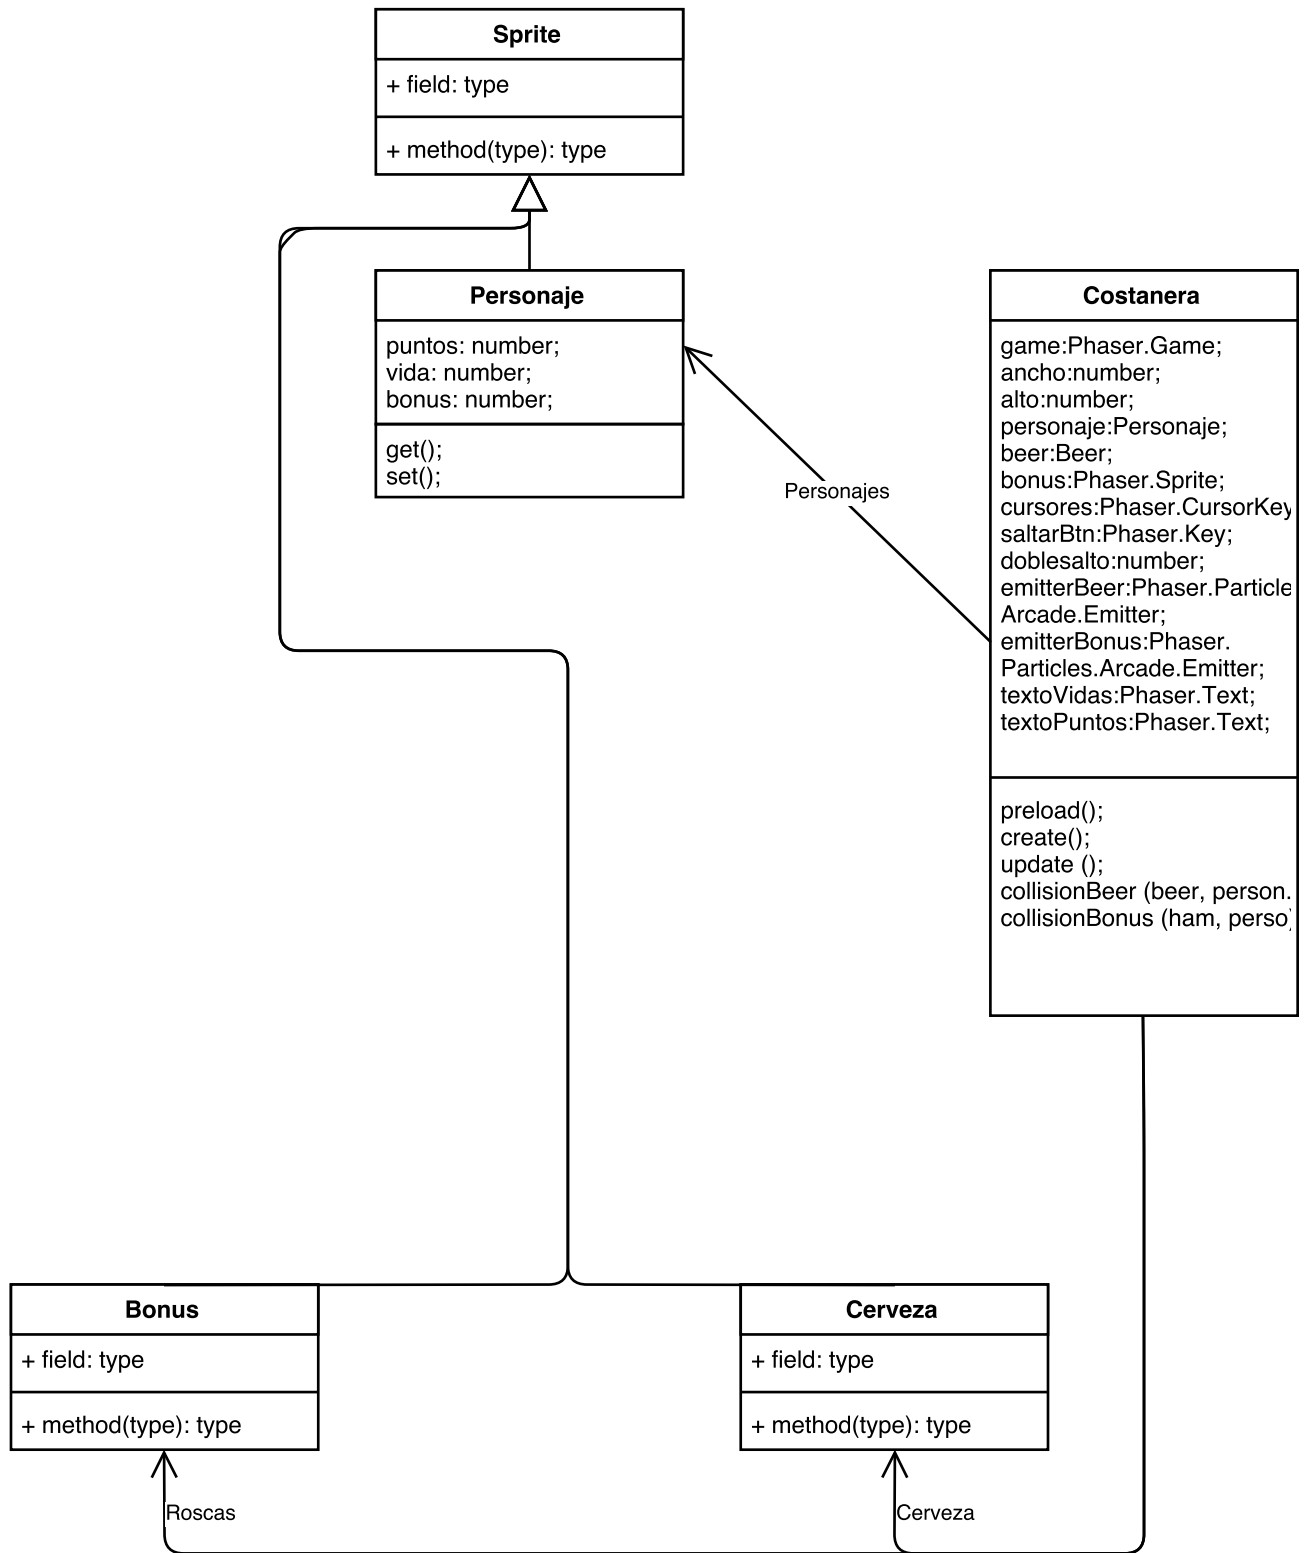 Sprite
+ field: type
+ method(type): type
Personaje
puntos: number;
vida: number;
bonus: number;
get();
set();
Personajes
Costanera
game:Phaser.Game;
ancho:number;
alto:number;
personaje:Personaje;
beer:Beer;
bonus:Phaser.Sprite;
cursores:Phaser.CursorKey
saltarBtn:Phaser.Key;
doblesalto:number;
emitterBeer:Phaser.Particle
Arcade.Emitter;
emitterBonus:Phaser.
Particles.Arcade.Emitter;
textoVidas:Phaser.Text;
textoPuntos:Phaser.Text;
preload();
create();
update ();
collisionBeer (beer, person.
collisionBonus (ham, perso)
Bonus
+ field: type
+ method(type): type
Roscas
Cerveza
+ field: type
+ method(type): type
Cerveza